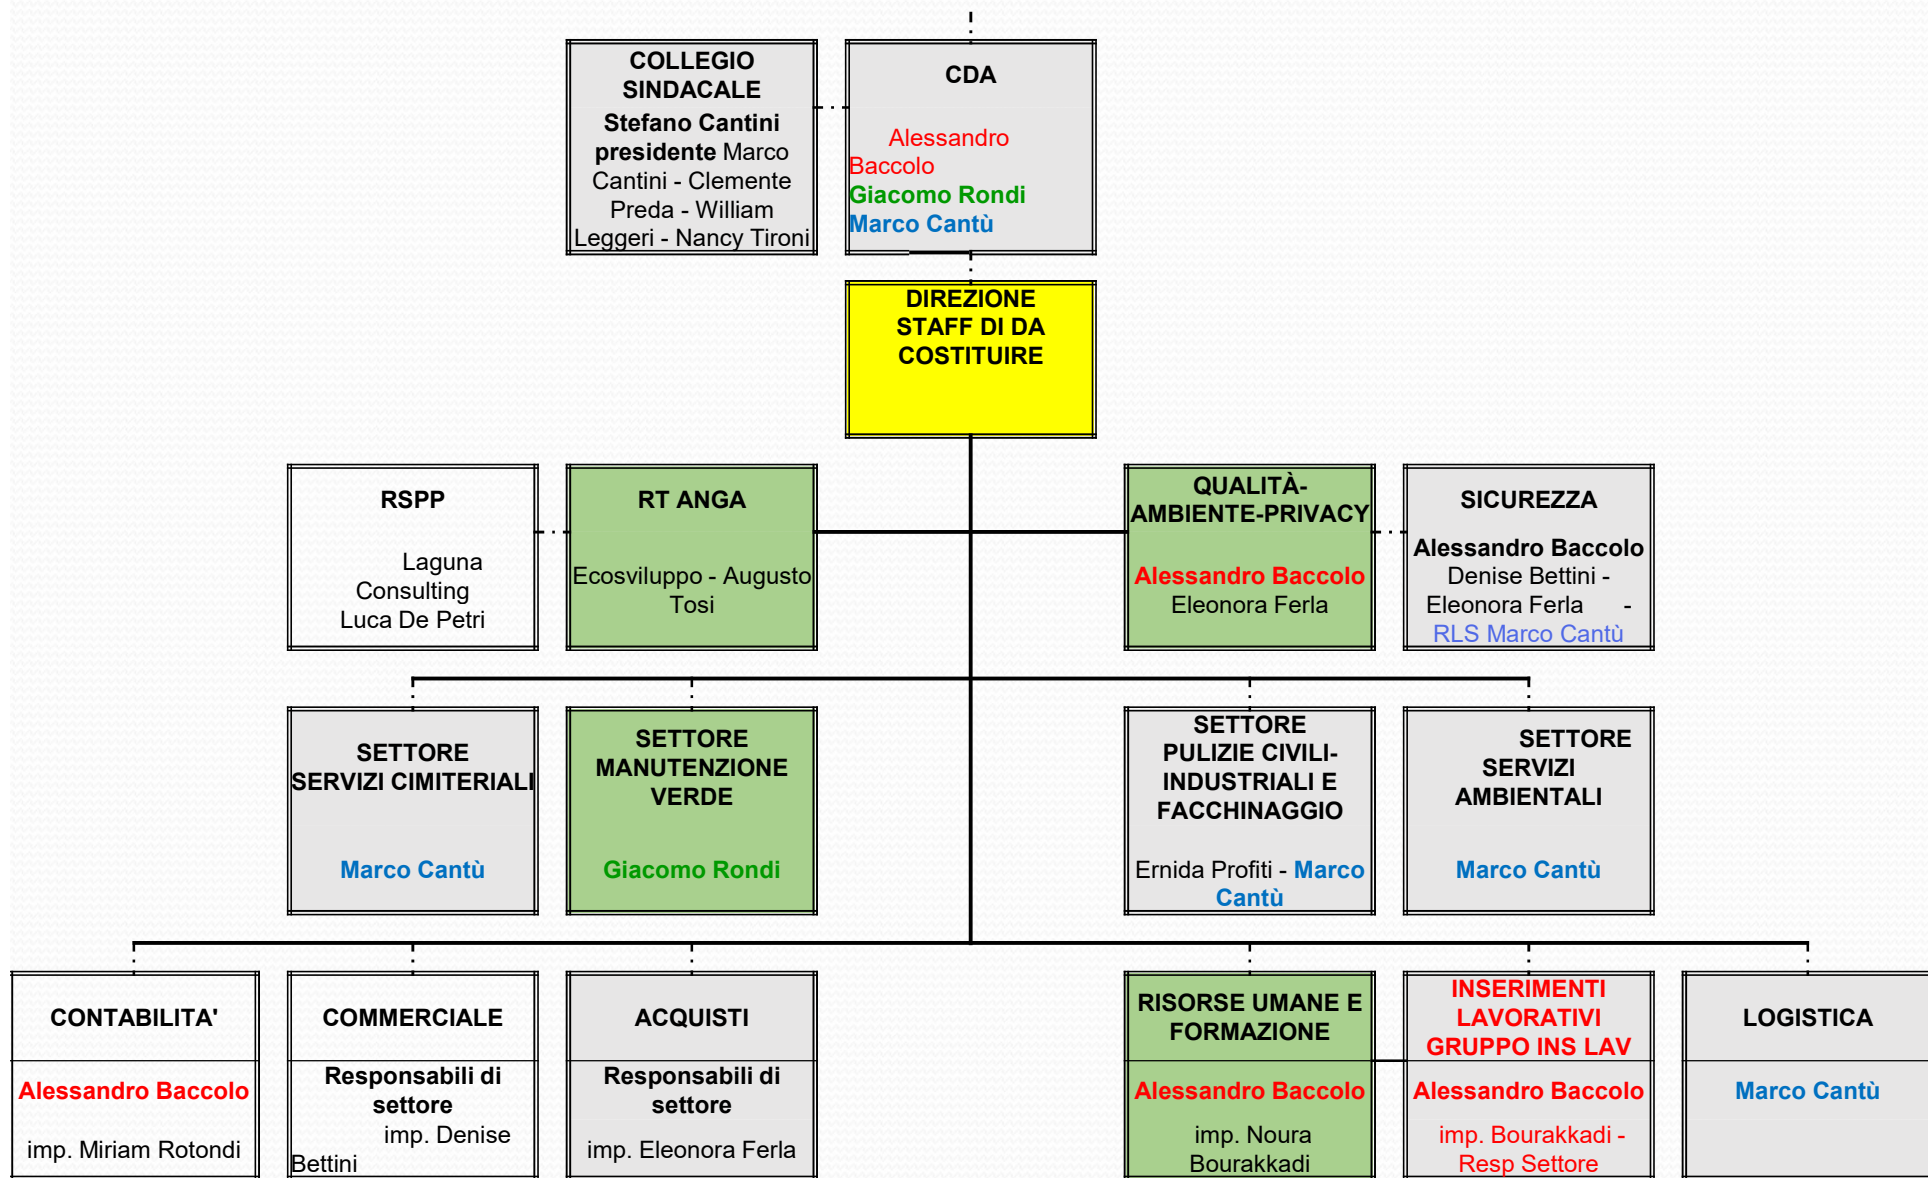 COLLEGIO
SINDACALE
Stefano Cantini
presidente Marco
Cantini - Clemente
Preda - William
Leggeri - Nancy Tironi
CDA
Alessandro
Baccolo
Giacomo Rondi
Marco Cantù
DIREZIONE
STAFF DI DA
COSTITUIRE
RSPP
Laguna
Consulting
Luca De Petri
RT ANGA
Ecosviluppo - Augusto
Tosi
QUALITÀ-
AMBIENTE-PRIVACY
Alessandro Baccolo
Eleonora Ferla
SICUREZZA
Alessandro Baccolo
Denise Bettini -
Eleonora Ferla -
RLS Marco Cantù
SETTORE
SERVIZI CIMITERIALI
Marco Cantù
SETTORE
MANUTENZIONE
VERDE
Giacomo Rondi
SETTORE
PULIZIE CIVILI-
INDUSTRIALI E
FACCHINAGGIO
Ernida Profiti - Marco
Cantù
SETTORE
SERVIZI
AMBIENTALI
Marco Cantù
CONTABILITA'
Alessandro Baccolo
imp. Miriam Rotondi
COMMERCIALE
Responsabili di
settore
imp. Denise
Bettini
ACQUISTI
Responsabili di
settore
imp. Eleonora Ferla
RISORSE UMANE E
FORMAZIONE
Alessandro Baccolo
imp. Noura
Bourakkadi
INSERIMENTI
LAVORATIVI
GRUPPO INS LAV
Alessandro Baccolo
imp. Bourakkadi -
Resp Settore
LOGISTICA
Marco Cantù